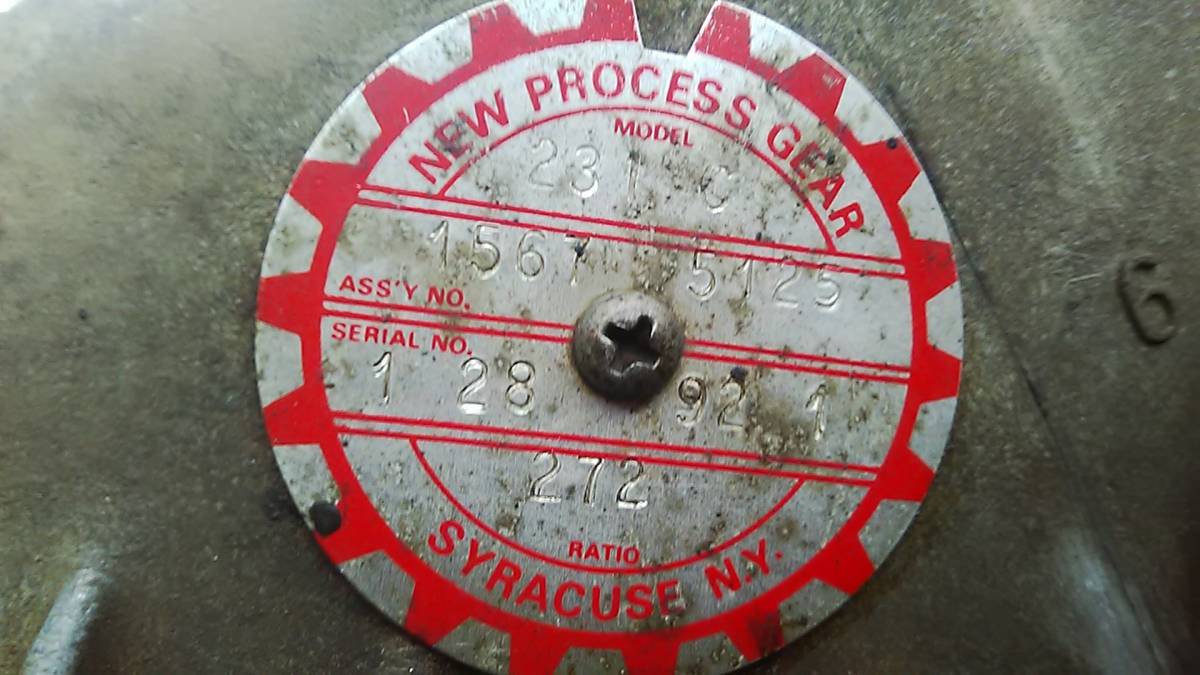 NEW PROCESS GEAR
MODEL
231 C
1567 5125
ASS'Y NO.
SERIAL NO.
1 28 92 1
272
RATIO
SYRACUSE N.Y.
6